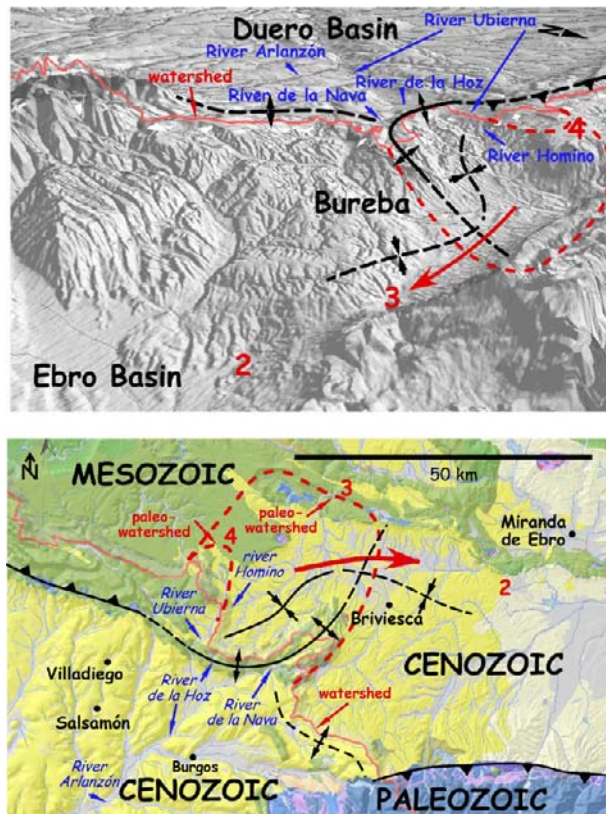 Duero Basin
River Ubierna
River Arlanzón
watershed
River de la Hoz
River de la Nava
4
River Homino
Bureba
3
2
Ebro Basin
N
MESOZOIC
50 km
3
paleo-
watershed
paleo-
watershed
4
river
Homino
Miranda
de Ebro
2
River
Ubierna
Briviesca
Villadiego
CENOZOIC
River
de la Hoz
River
de la Nava
watershed
Salsamón
Burgos
River
Arlanzón
CENOZOIC
PALEOZOIC